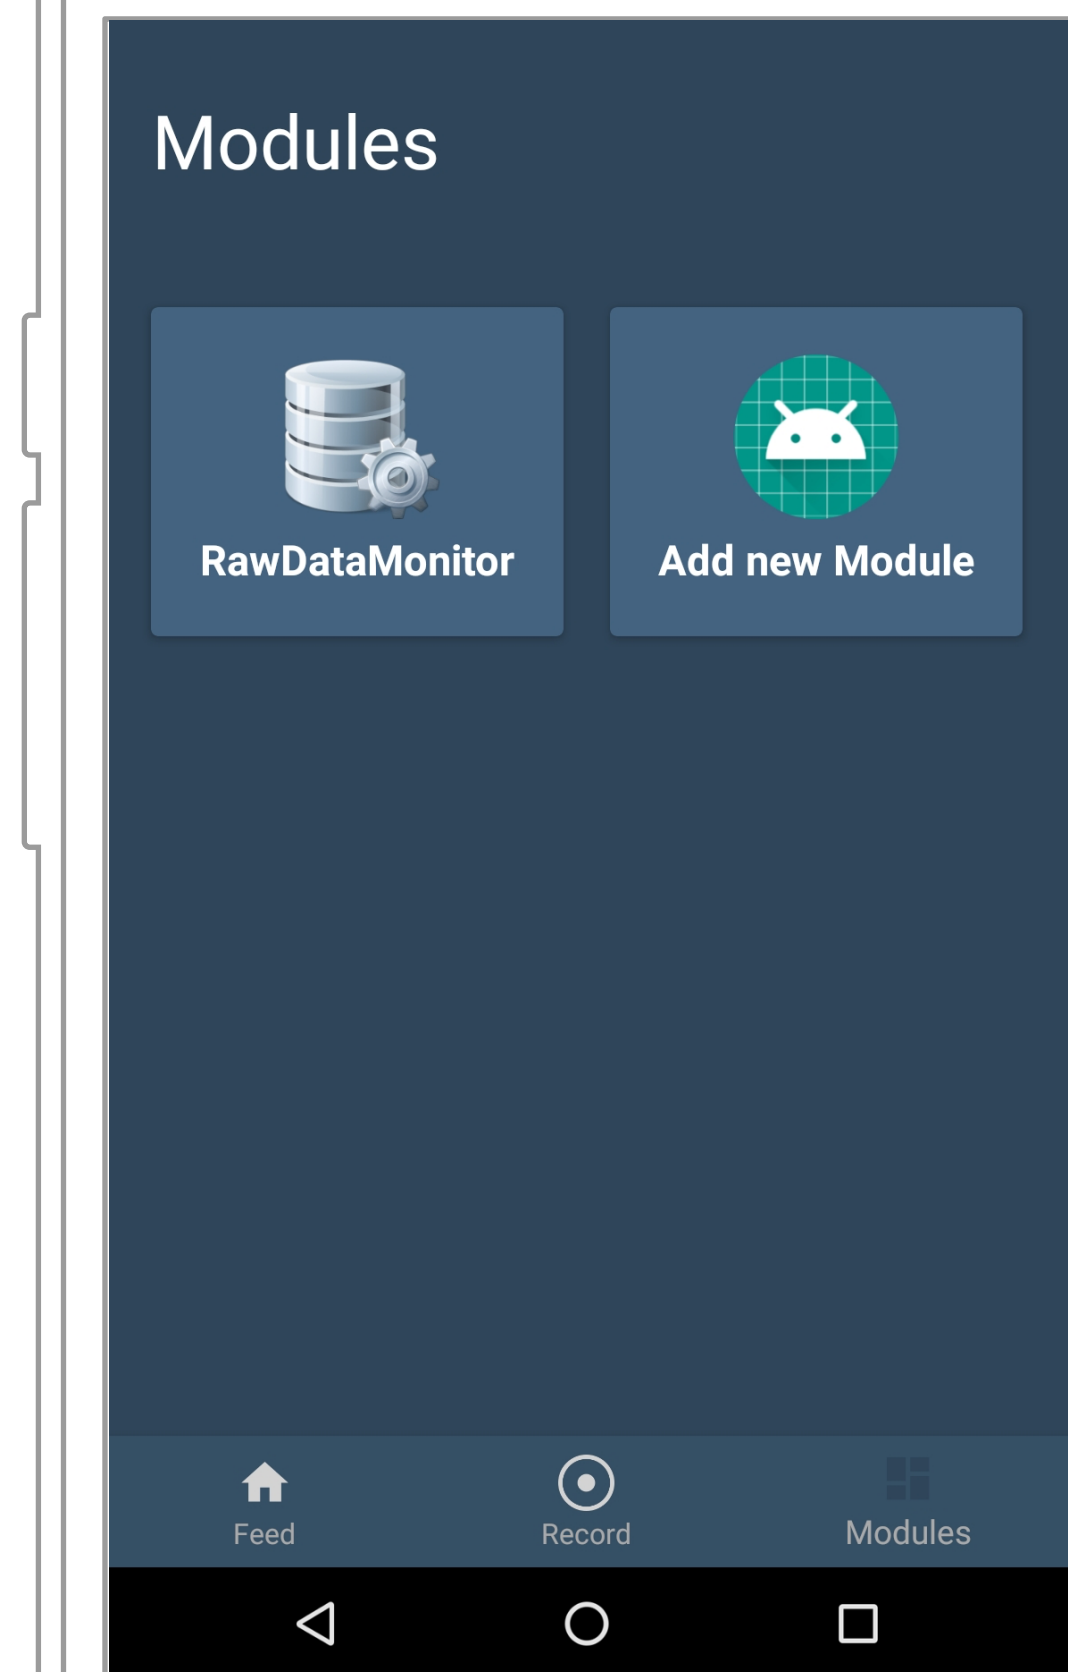 Modules
RawDataMonitor
Add new Module
Feed
Record
Modules